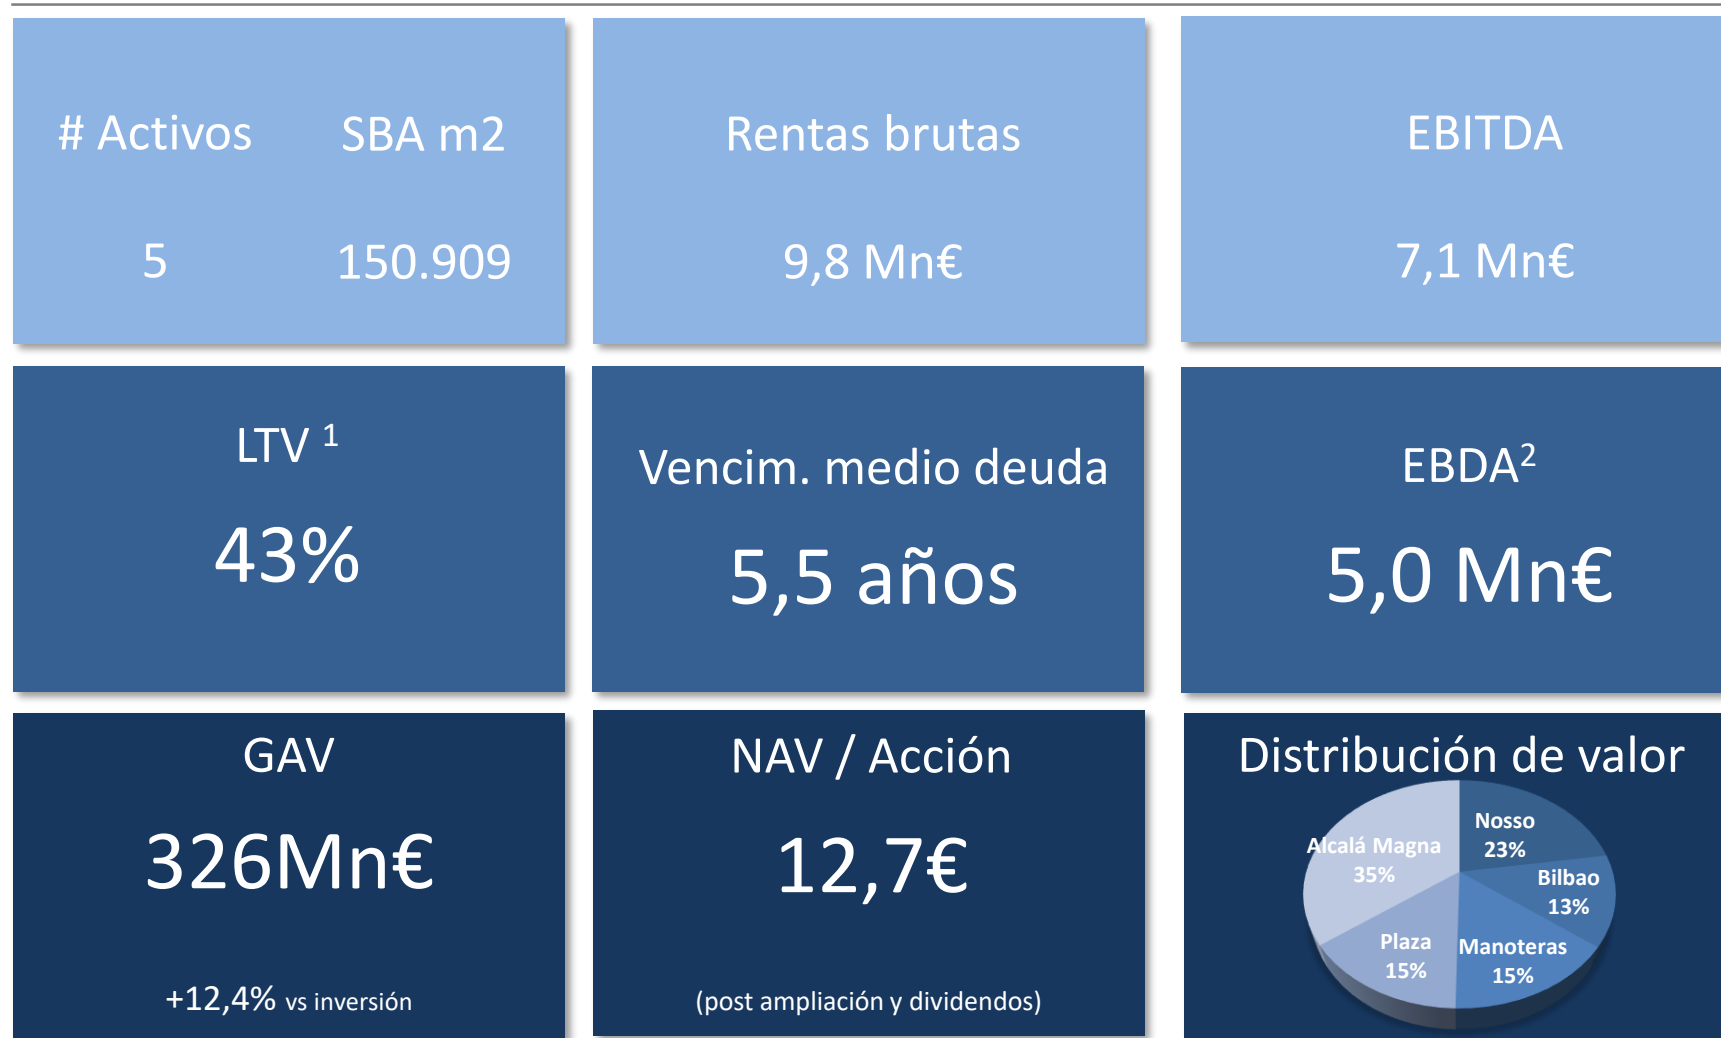 # Activos SBA m2
5 150.909
Rentas brutas
9,8 Mn€
EBITDA
7,1 Mn€
LTV 1
43%
Vencim. medio deuda
5,5 años
EBDA2
5,0 Mn€
GAV
326Mn€
+12,4% vs inversión
NAV / Acción
12,7€
(post ampliación y dividendos)
Distribución de valor
Nosso
23%
Bilbao
13%
Manoteras
15%
Plaza
15%
Alcalá Magna
35%